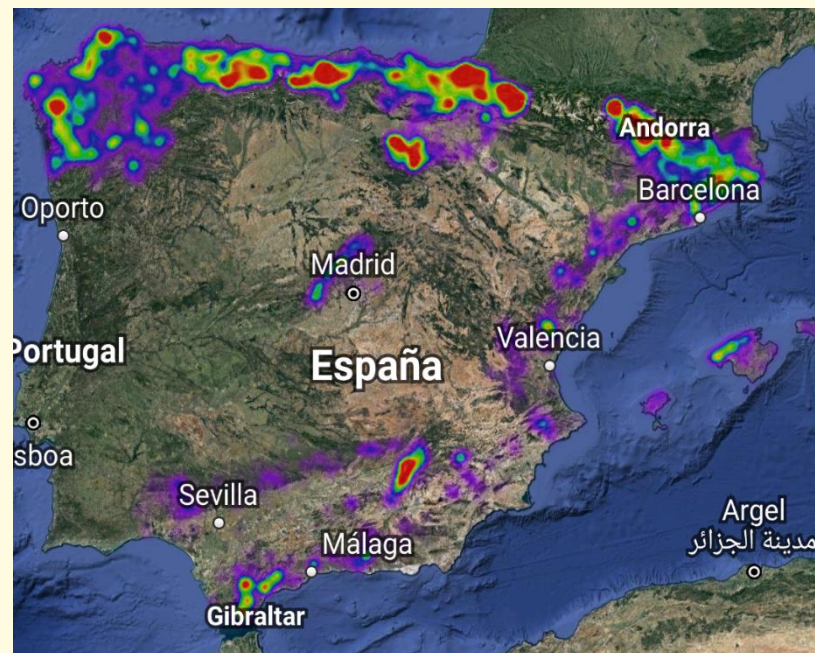 Andorra
Barcelona
Oporto
Madrid
Portugal
España
Valencia
sboa
Sevilla
Málaga
Argel
مدينة الجزائر
Gibraltar